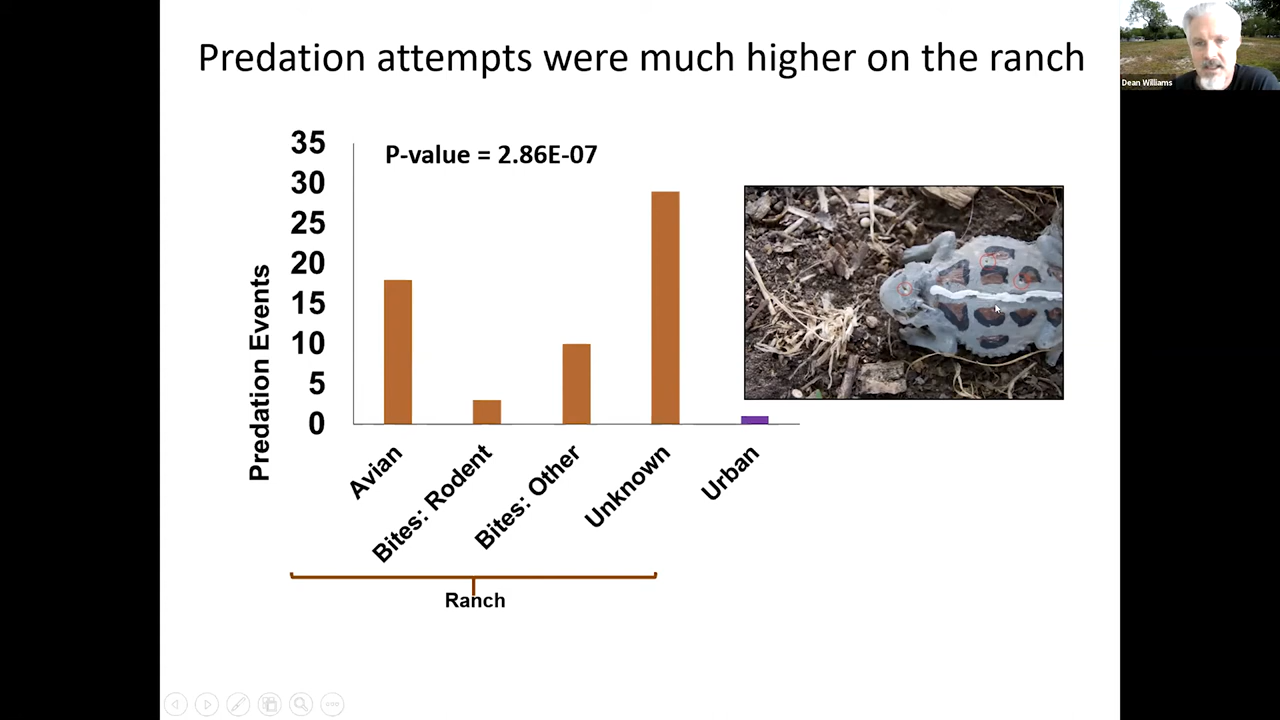 Predation attempts were much higher on the ranch
Dean Williams
P-value = 2.86E-07
35
30
25
20
15
10
5
0
Predation Events
Avian
Bites: Rodent
Bites: Other
Unknown
Urban
Ranch